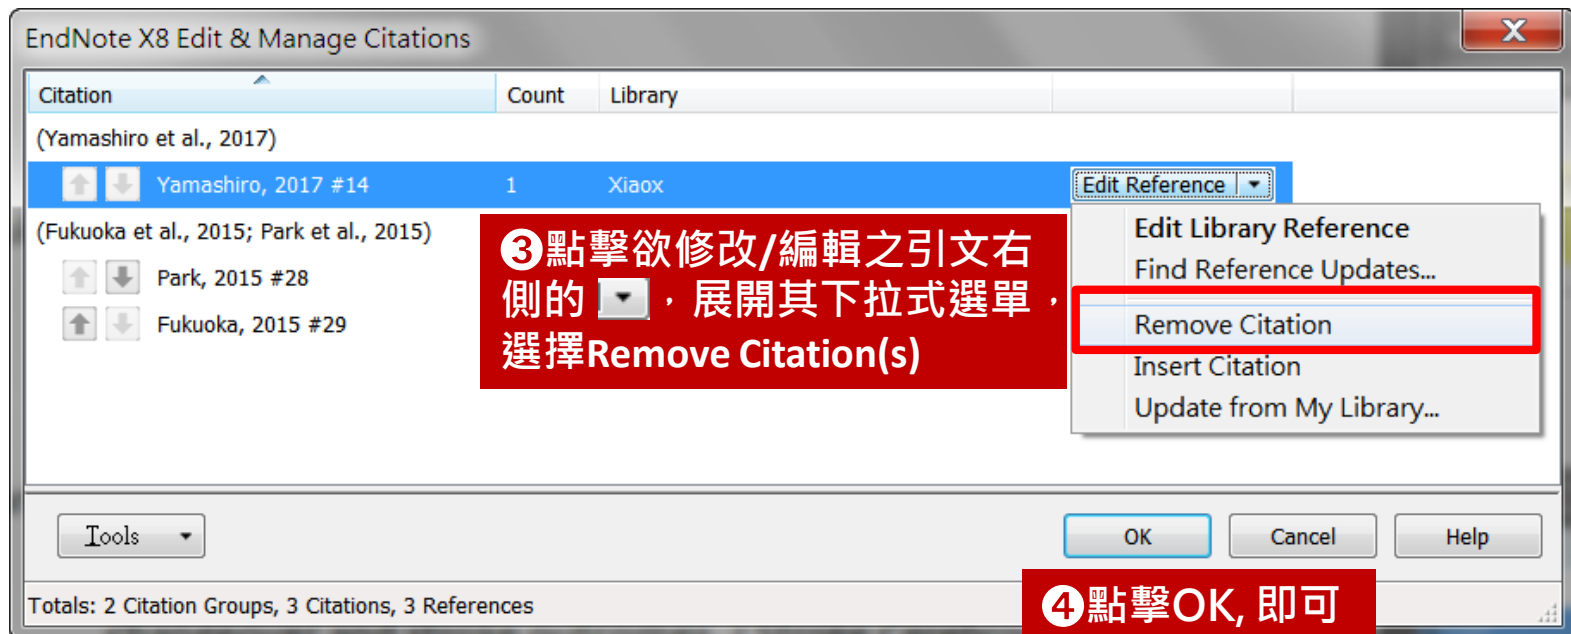 EndNote X8 Edit & Manage Citations
X
Citation Count Library
(Yamashiro et al., 2017)
Yamashiro, 2017 #14 1 Xiaox Edit Reference
(Fukuoka et al., 2015; Park et al., 2015)
Park, 2015 #28
Fukuoka, 2015 #29
❸點擊欲修改/編輯之引文右
側的 ，展開其下拉式選單，
選擇Remove Citation(s)
Edit Library Reference
Find Reference Updates...
Remove Citation
Insert Citation
Update from My Library...
Tools
OK Cancel Help
Totals: 2 Citation Groups, 3 Citations, 3 References
❹點擊OK, 即可